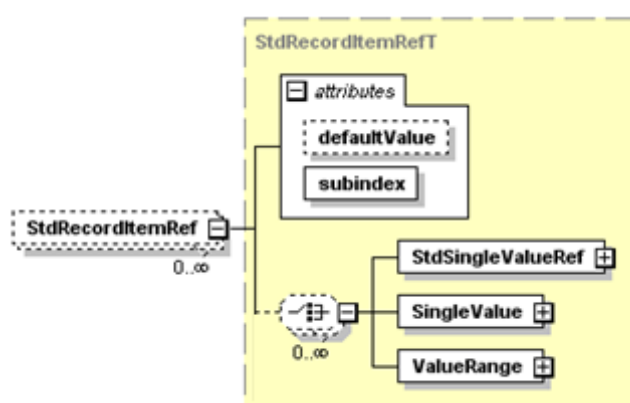 StdRecordItemRefT
attributes
defaultValue
subindex
StdRecordItemRef
0..∞
StdSingleValueRef
SingleValue
0..∞
ValueRange